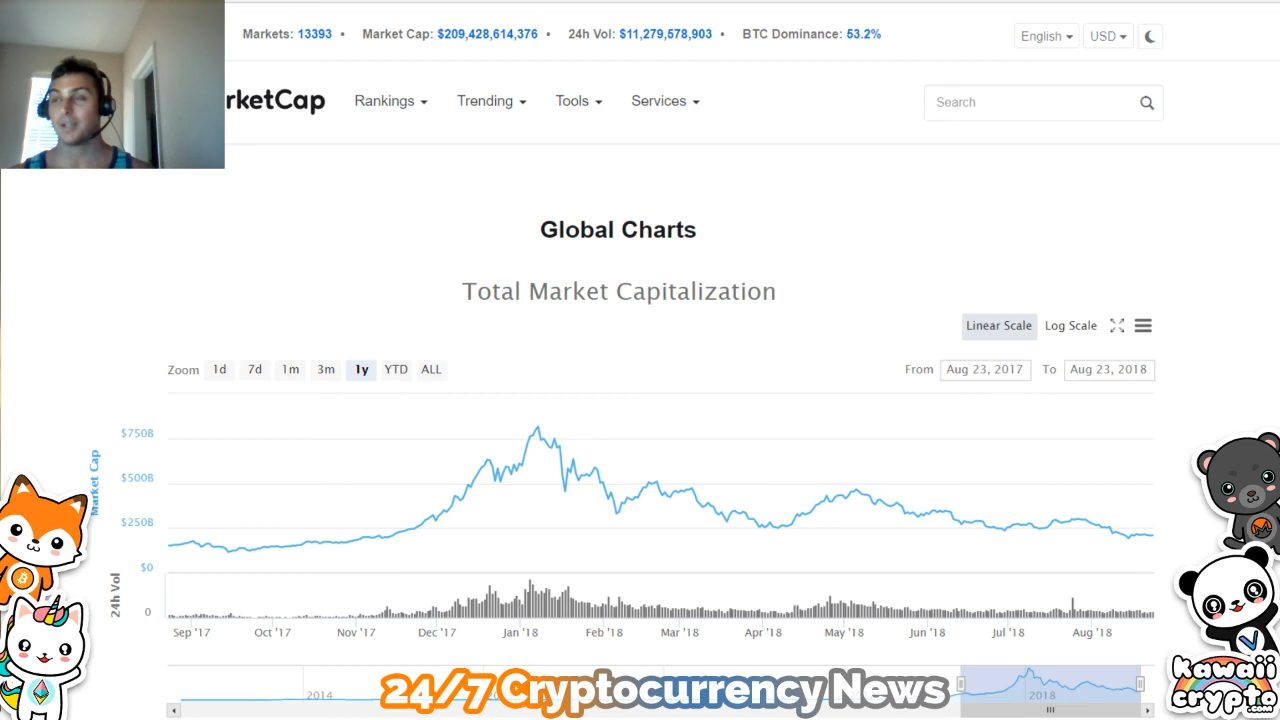 Markets: 13393 • Market Cap: $209,428,614,376 • 24h Vol: $11,279,578,903 • BTC Dominance: 53.2%
English USD
rketCap Rankings Trending Tools Services Search
Global Charts
Total Market Capitalization
Linear Scale Log Scale
Zoom 1d 7d 1m 3m 1y YTD ALL From Aug 23, 2017 To Aug 23, 2018
$750B
$500B
$250B
$0
Market Cap
0
24h Vol
Sep '17 Oct '17 Nov '17 Dec '17 Jan '18 Feb '18 Mar '18 Apr '18 May '18 Jun '18 Jul '18 Aug '18
2014 2018
24/7 Cryptocurrency News
kawaii
crypto
.com